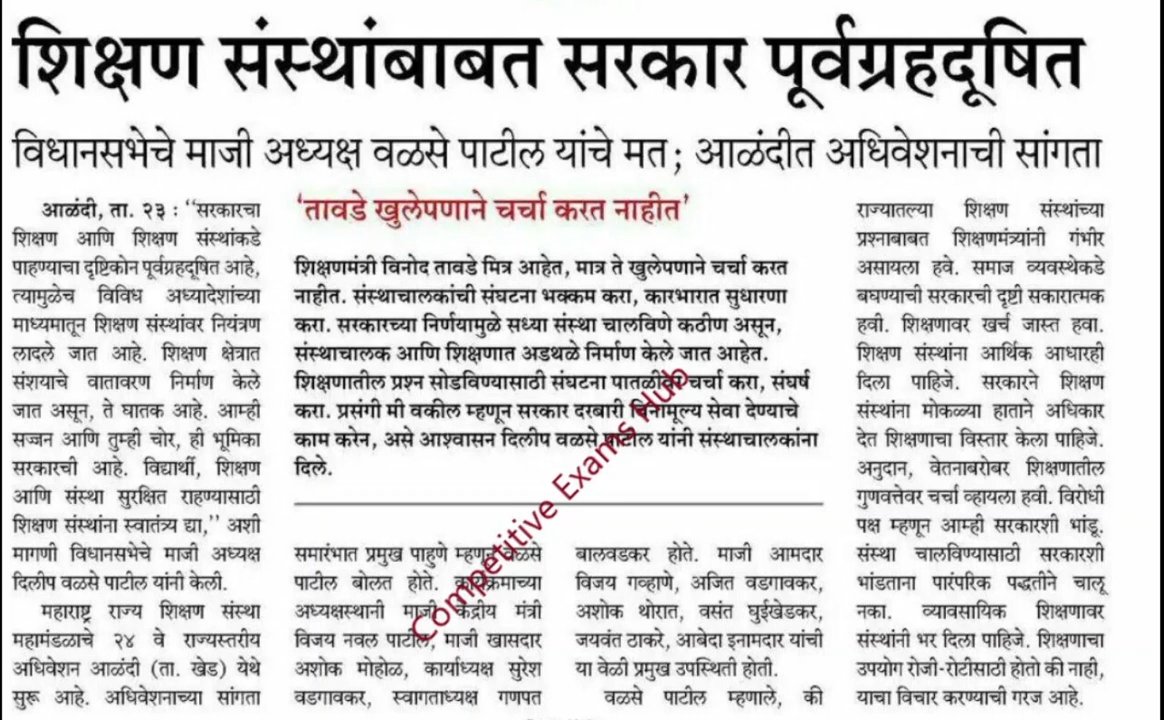 शिक्षण संस्थांबाबत सरकार पूर्वग्रहदूषित
विधानसभेचे माजी अध्यक्ष वळसे पाटील यांचे मत; आळंदीत अधिवेशनाची सांगता
आळंदी, ता. २३ : ‘‘सरकारचा
शिक्षण आणि शिक्षण संस्थांकडे
पाहण्याचा दृष्टिकोन पूर्वग्रहदूषित आहे,
त्यामुळेच विविध अध्यादेशांच्या
माध्यमातून शिक्षण संस्थांवर नियंत्रण
लादले जात आहे. शिक्षण क्षेत्रात
संशयाचे वातावरण निर्माण केले
जात असून, ते घातक आहे. आम्ही
सज्जन आणि तुम्ही चोर, ही भूमिका
सरकारची आहे. विद्यार्थी, शिक्षण
आणि संस्था सुरक्षित राहण्यासाठी
शिक्षण संस्थांना स्वातंत्र्य द्या,’’ अशी
मागणी विधानसभेचे माजी अध्यक्ष
दिलीप वळसे पाटील यांनी केली.
महाराष्ट्र राज्य शिक्षण संस्था
महामंडळाचे २४ वे राज्यस्तरीय
अधिवेशन आळंदी (ता. खेड) येथे
सुरू आहे. अधिवेशनाच्या सांगता
‘तावडे खुलेपणाने चर्चा करत नाहीत’
शिक्षणमंत्री विनोद तावडे मित्र आहेत, मात्र ते खुलेपणाने चर्चा करत
नाहीत. संस्थाचालकांची संघटना भक्कम करा, कारभारात सुधारणा
करा. सरकारच्या निर्णयामुळे सध्या संस्था चालविणे कठीण असून,
संस्थाचालक आणि शिक्षणात अडथळे निर्माण केले जात आहेत.
शिक्षणातील प्रश्न सोडविण्यासाठी संघटना पातळीवर चर्चा करा, संघर्ष
करा. प्रसंगी मी वकील म्हणून सरकार दरबारी विनामूल्य सेवा देण्याचे
काम करेन, असे आश्वासन दिलीप वळसे पाटील यांनी संस्थाचालकांना
दिले.
समारंभात प्रमुख पाहुणे म्हणून वळसे
पाटील बोलत होते. कार्यक्रमाच्या
अध्यक्षस्थानी माजी केंद्रीय मंत्री
विजय नवल पाटील, माजी खासदार
अशोक मोहोळ, कार्याध्यक्ष सुरेश
वडगावकर, स्वागताध्यक्ष गणपत
बालवडकर होते. माजी आमदार
विजय गव्हाणे, अजित वडगावकर,
अशोक थोरात, वसंत घुईखेडकर,
जयवंत ठाकरे, आबेदा इनामदार यांची
या वेळी प्रमुख उपस्थिती होती.
वळसे पाटील म्हणाले, की
राज्यातल्या शिक्षण संस्थांच्या
प्रश्नाबाबत शिक्षणमंत्र्यांनी गंभीर
असायला हवे. समाज व्यवस्थेकडे
बघण्याची सरकारची दृष्टी सकारात्मक
हवी. शिक्षणावर खर्च जास्त हवा.
शिक्षण संस्थांना आर्थिक आधारही
दिला पाहिजे. सरकारने शिक्षण
संस्थांना मोकळ्या हाताने अधिकार
देत शिक्षणाचा विस्तार केला पाहिजे.
अनुदान, वेतनाबरोबर शिक्षणातील
गुणवत्तेवर चर्चा व्हायला हवी. विरोधी
पक्ष म्हणून आम्ही सरकारशी भांडू.
संस्था चालविण्यासाठी सरकारशी
भांडताना पारंपरिक पद्धतीने चालू
नका. व्यावसायिक शिक्षणावर
संस्थांनी भर दिला पाहिजे. शिक्षणाचा
उपयोग रोजी-रोटीसाठी होतो की नाही,
याचा विचार करण्याची गरज आहे.
Competitive Exams Hub